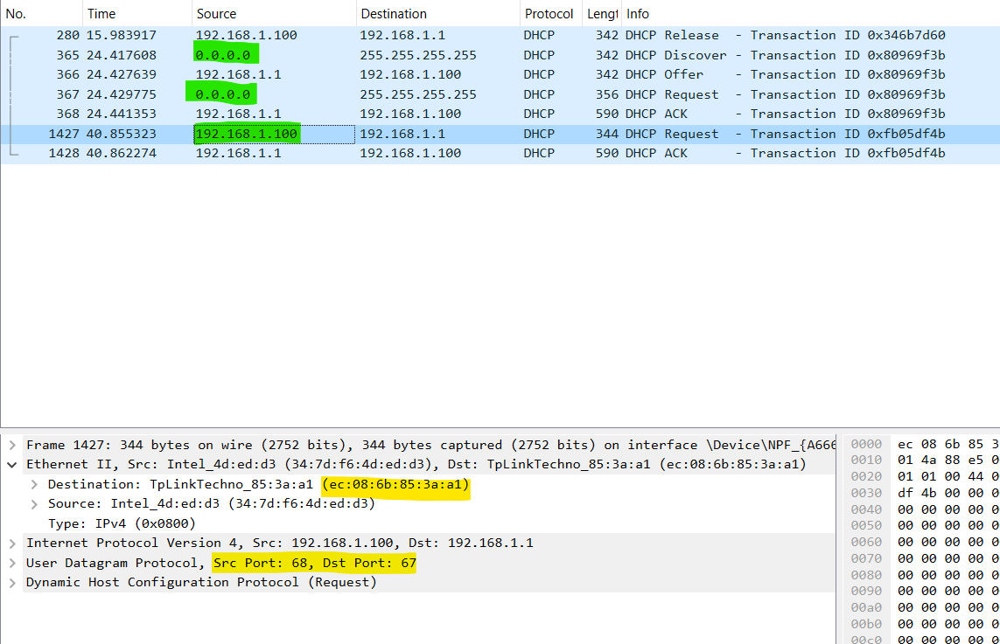 No. Time Source Destination Protocol Lengt Info
280 15.983917 192.168.1.100 192.168.1.1 DHCP 342 DHCP Release - Transaction ID 0x346b7d60
365 24.417608 0.0.0.0 255.255.255.255 DHCP 342 DHCP Discover - Transaction ID 0x80969f3b
366 24.427639 192.168.1.1 192.168.1.100 DHCP 342 DHCP Offer - Transaction ID 0x80969f3b
367 24.429775 0.0.0.0 255.255.255.255 DHCP 356 DHCP Request - Transaction ID 0x80969f3b
368 24.441353 192.168.1.1 192.168.1.100 DHCP 590 DHCP ACK - Transaction ID 0x80969f3b
1427 40.855323 192.168.1.100 192.168.1.1 DHCP 344 DHCP Request - Transaction ID 0xfb05df4b
1428 40.862274 192.168.1.1 192.168.1.100 DHCP 590 DHCP ACK - Transaction ID 0xfb05df4b
Frame 1427: 344 bytes on wire (2752 bits), 344 bytes captured (2752 bits) on interface \Device\NPF_{A666
Ethernet II, Src: Intel_4d:ed:d3 (34:7d:f6:4d:ed:d3), Dst: TpLinkTechno_85:3a:a1 (ec:08:6b:85:3a:a1)
Destination: TpLinkTechno_85:3a:a1 (ec:08:6b:85:3a:a1)
Source: Intel_4d:ed:d3 (34:7d:f6:4d:ed:d3)
Type: IPv4 (0x0800)
Internet Protocol Version 4, Src: 192.168.1.100, Dst: 192.168.1.1
User Datagram Protocol, Src Port: 68, Dst Port: 67
Dynamic Host Configuration Protocol (Request)
0000 ec 08 6b 85 3
0010 01 4a 88 e5 0
0020 01 01 00 44 0
0030 df 4b 00 00 0
0040 00 00 00 00 0
0050 00 00 00 00 0
0060 00 00 00 00 0
0070 00 00 00 00 0
0080 00 00 00 00 0
0090 00 00 00 00 0
00a0 00 00 00 00 0
00b0 00 00 00 00 0
00c0 00 00 00 00 0